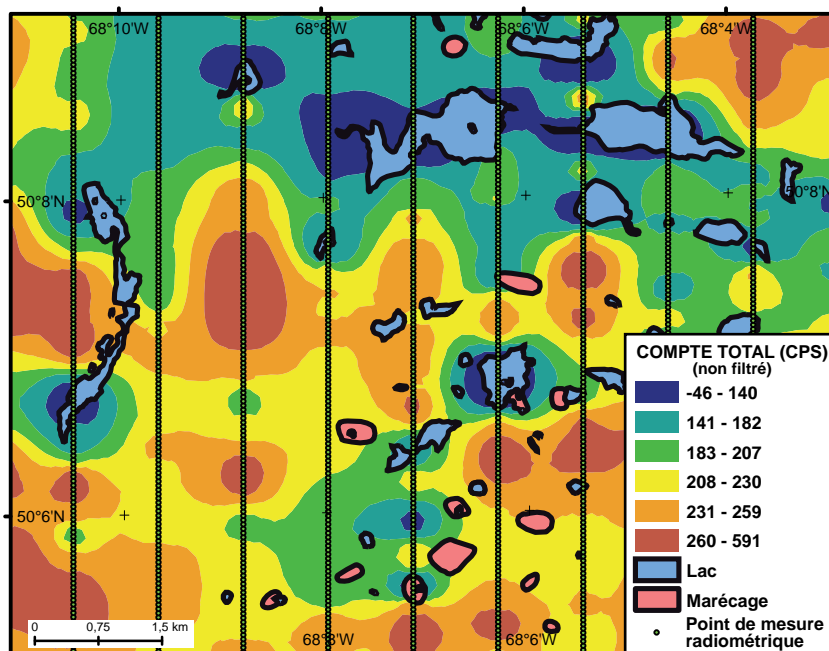 68°10'W 68°8'W 68°6'W 68°4'W
50°8'N 50°8'N
50°6'N
COMPTE TOTAL (CPS)
(non filtré)
-46 - 140
141 - 182
183 - 207
208 - 230
231 - 259
260 - 591
Lac
Marécage
Point de mesure
radiométrique
0 0,75 1,5 km
68°8'W 68°6'W